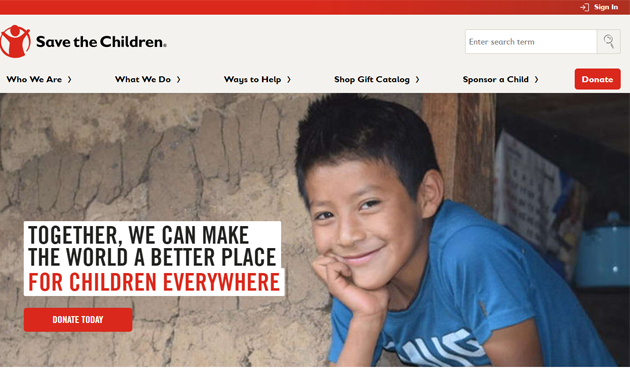 Sign In
Save the Children®
Enter search term
Who We Are
What We Do
Ways to Help
Shop Gift Catalog
Sponsor a Child
Donate
TOGETHER, WE CAN MAKE
THE WORLD A BETTER PLACE
FOR CHILDREN EVERYWHERE
DONATE TODAY